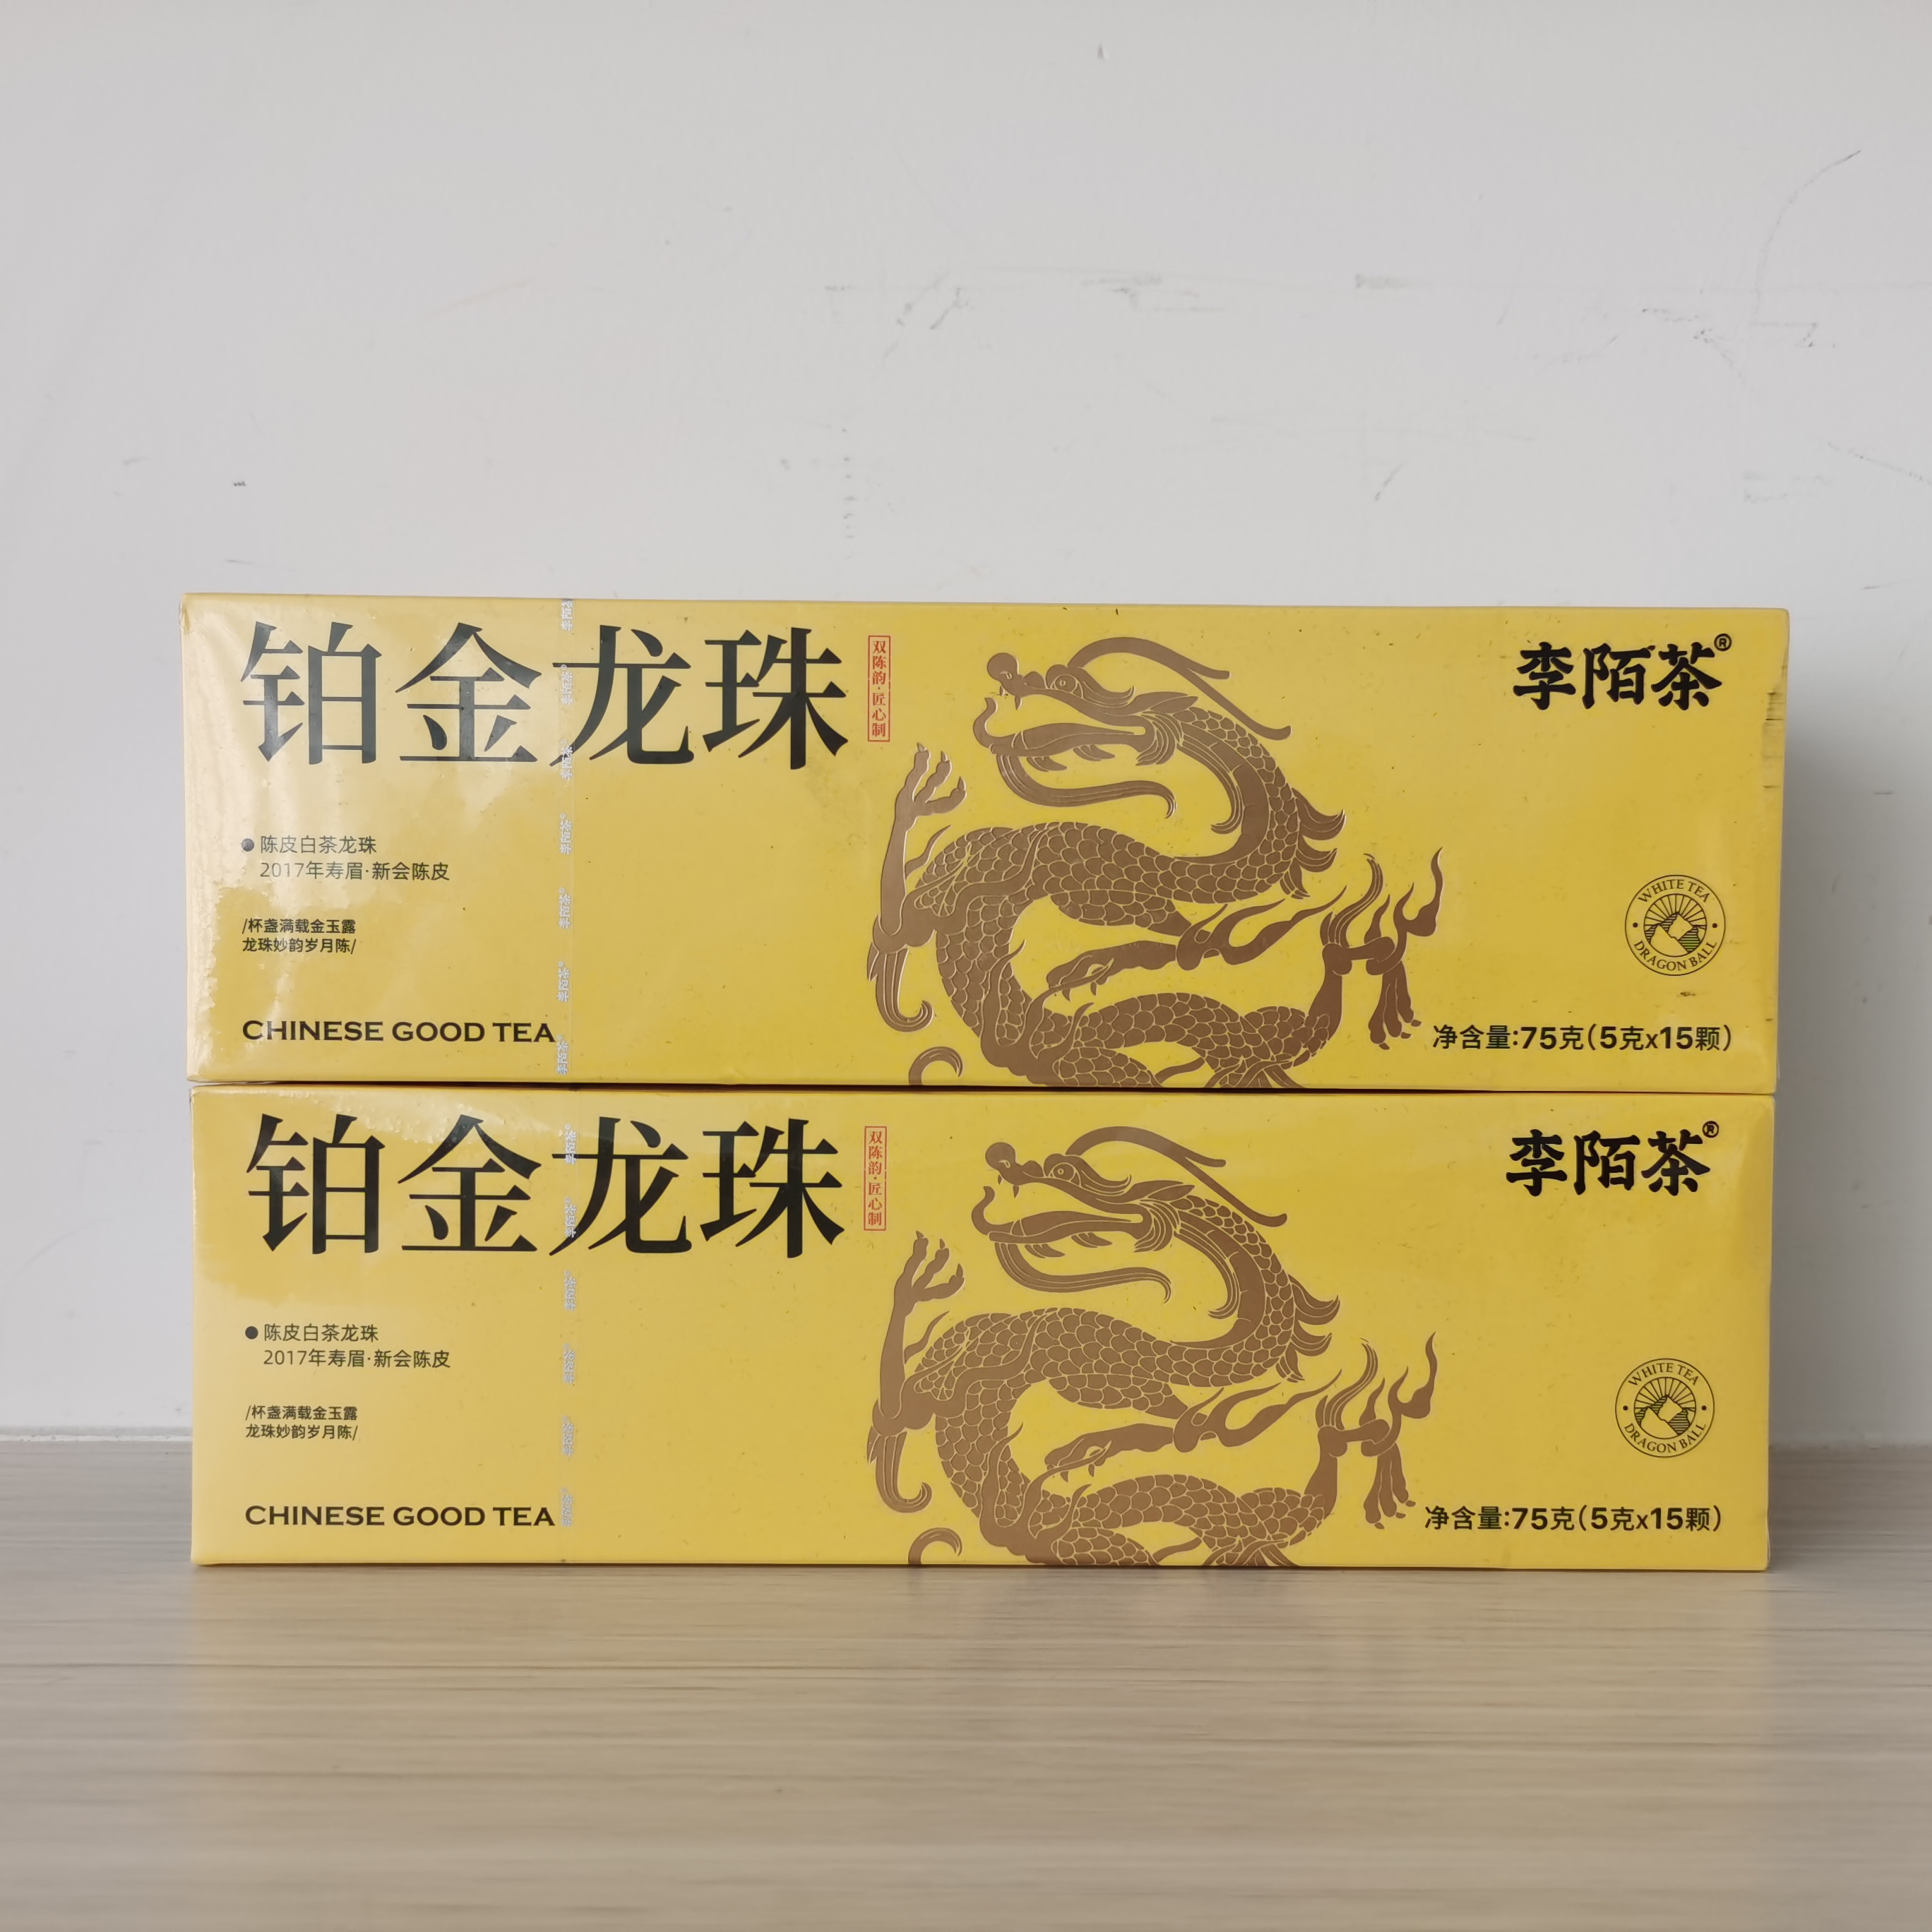 铂金龙珠
双陈韵·匠心制
李陌茶®
陈皮白茶龙珠
2017年寿眉·新会陈皮
/杯盏满载金玉露
龙珠妙韵岁月陈/
CHINESE GOOD TEA
WHITE TEA
DRAGON BALL
净含量:75克(5克x15颗)
铂金龙珠
双陈韵·匠心制
李陌茶®
陈皮白茶龙珠
2017年寿眉·新会陈皮
/杯盏满载金玉露
龙珠妙韵岁月陈/
CHINESE GOOD TEA
WHITE TEA
DRAGON BALL
净含量:75克(5克x15颗)